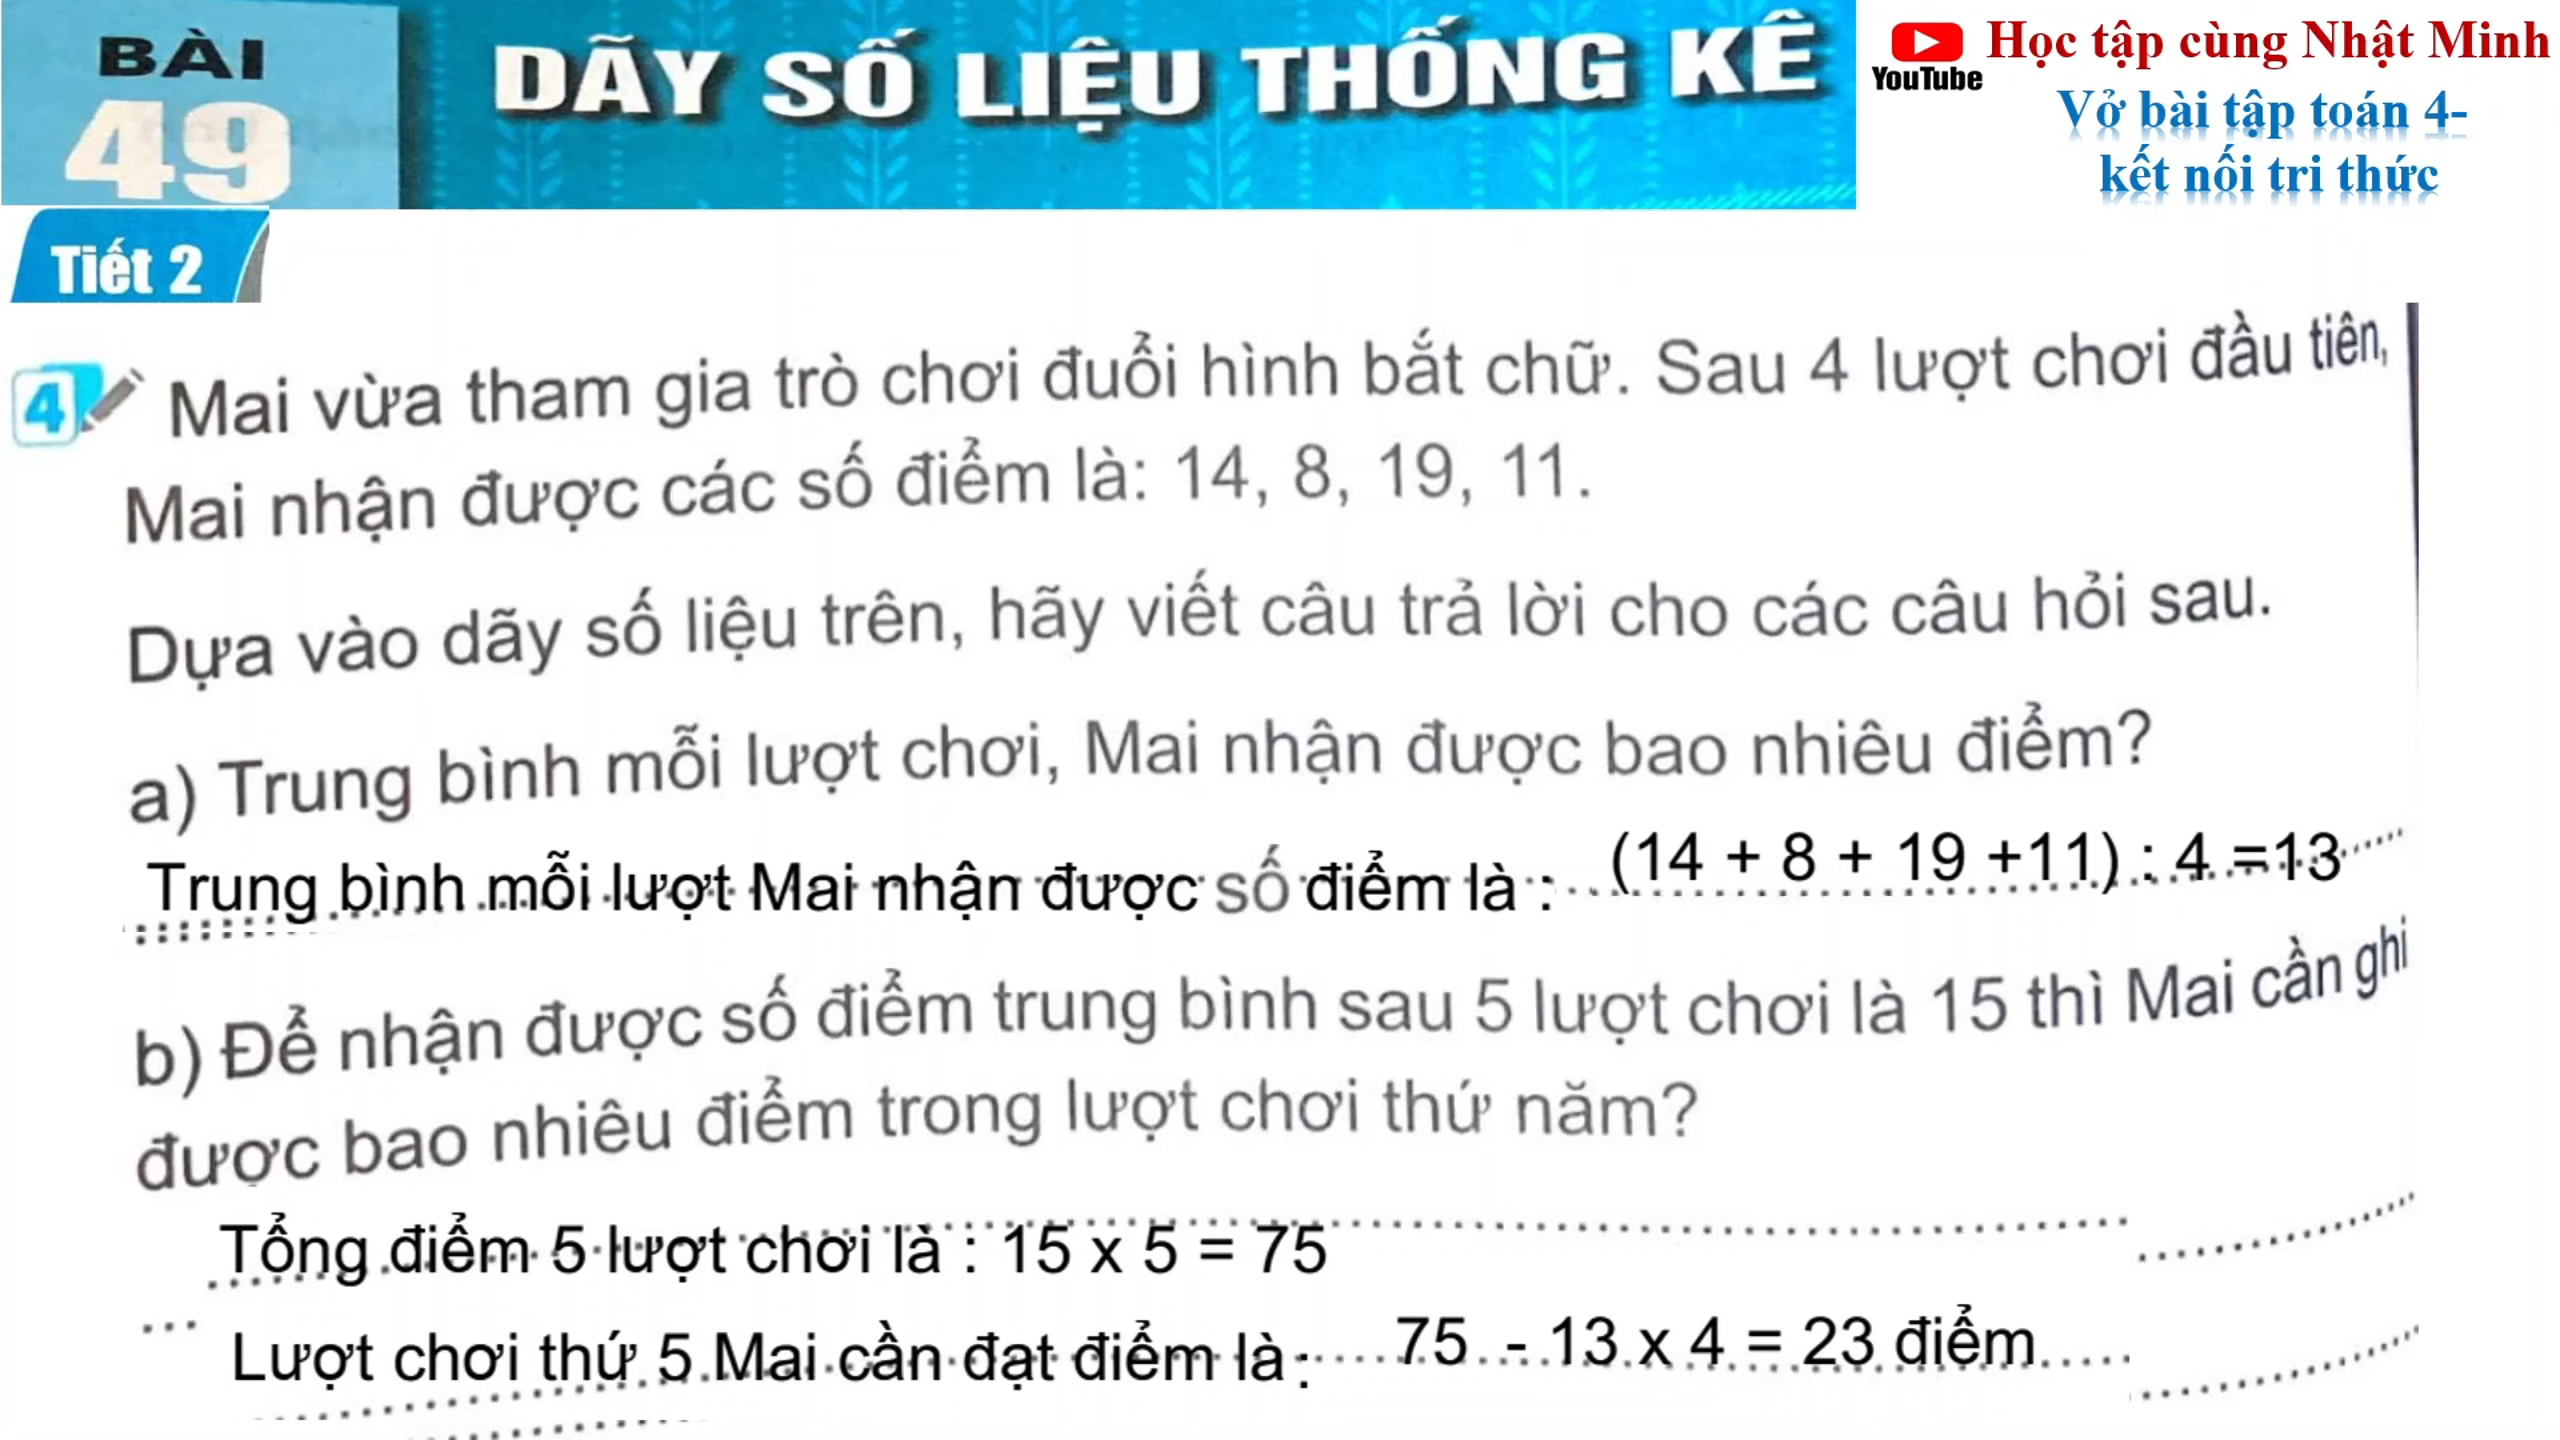 BÀI
49
DÃY SỐ LIỆU THỐNG KÊ
YouTube
Học tập cùng Nhật Minh
Vở bài tập toán 4-
kết nối tri thức
Tiết 2
4 Mai vừa tham gia trò chơi đuổi hình bắt chữ. Sau 4 lượt chơi đầu tiên,
Mai nhận được các số điểm là: 14, 8, 19, 11.
Dựa vào dãy số liệu trên, hãy viết câu trả lời cho các câu hỏi sau.
a) Trung bình mỗi lượt chơi, Mai nhận được bao nhiêu điểm?
Trung bình mỗi lượt Mai nhận được số điểm là : (14 + 8 + 19 +11) : 4 =13
b) Để nhận được số điểm trung bình sau 5 lượt chơi là 15 thì Mai cần ghi
được bao nhiêu điểm trong lượt chơi thứ năm?
Tổng điểm 5 lượt chơi là : 15 x 5 = 75
Lượt chơi thứ 5 Mai cần đạt điểm là : 75 - 13 x 4 = 23 điểm